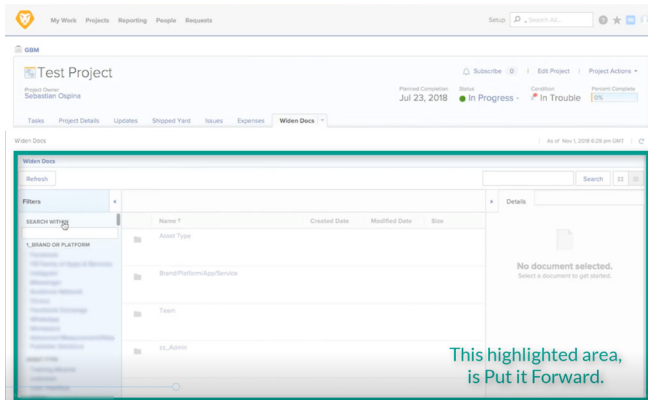 My Work Projects Reporting People Requests
Setup Search All...
GBM
Test Project
Subscribe 0 | Edit Project | Project Actions
Project Owner
Sebastian Ospina
Planned Completion Status Condition Percent Complete
Jul 23, 2018 In Progress In Trouble 0%
Tasks Project Details Updates Shipped Yard Issues Expenses Widen Docs
Widen Docs
As of Nov 1, 2018 6:29 pm GMT
Widen Docs
Refresh
Search
Filters
Details
SEARCH WITHIN
Name ↑ Created Date Modified Date Size
Asset Type
1_BRAND OR PLATFORM
No document selected.
Select a document to get started.
Brand/Platform/App/Service
Team
cc_Admin
This highlighted area,
is Put it Forward.